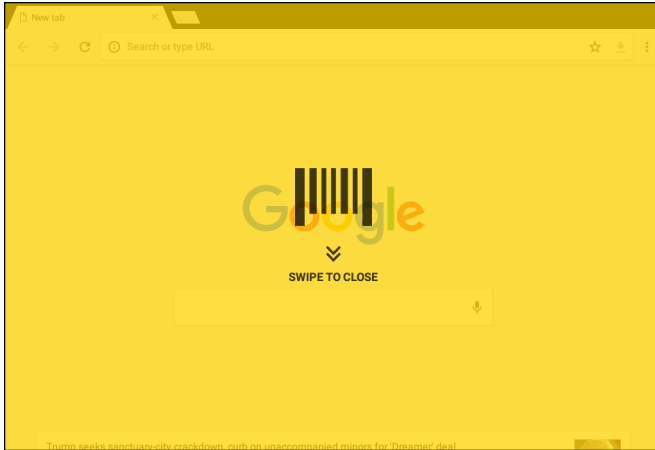 New tab
Search or type URL
Google
SWIPE TO CLOSE
Trump seeks sanctuary-city crackdown, curb on unaccompanied minors for 'Dreamer' deal